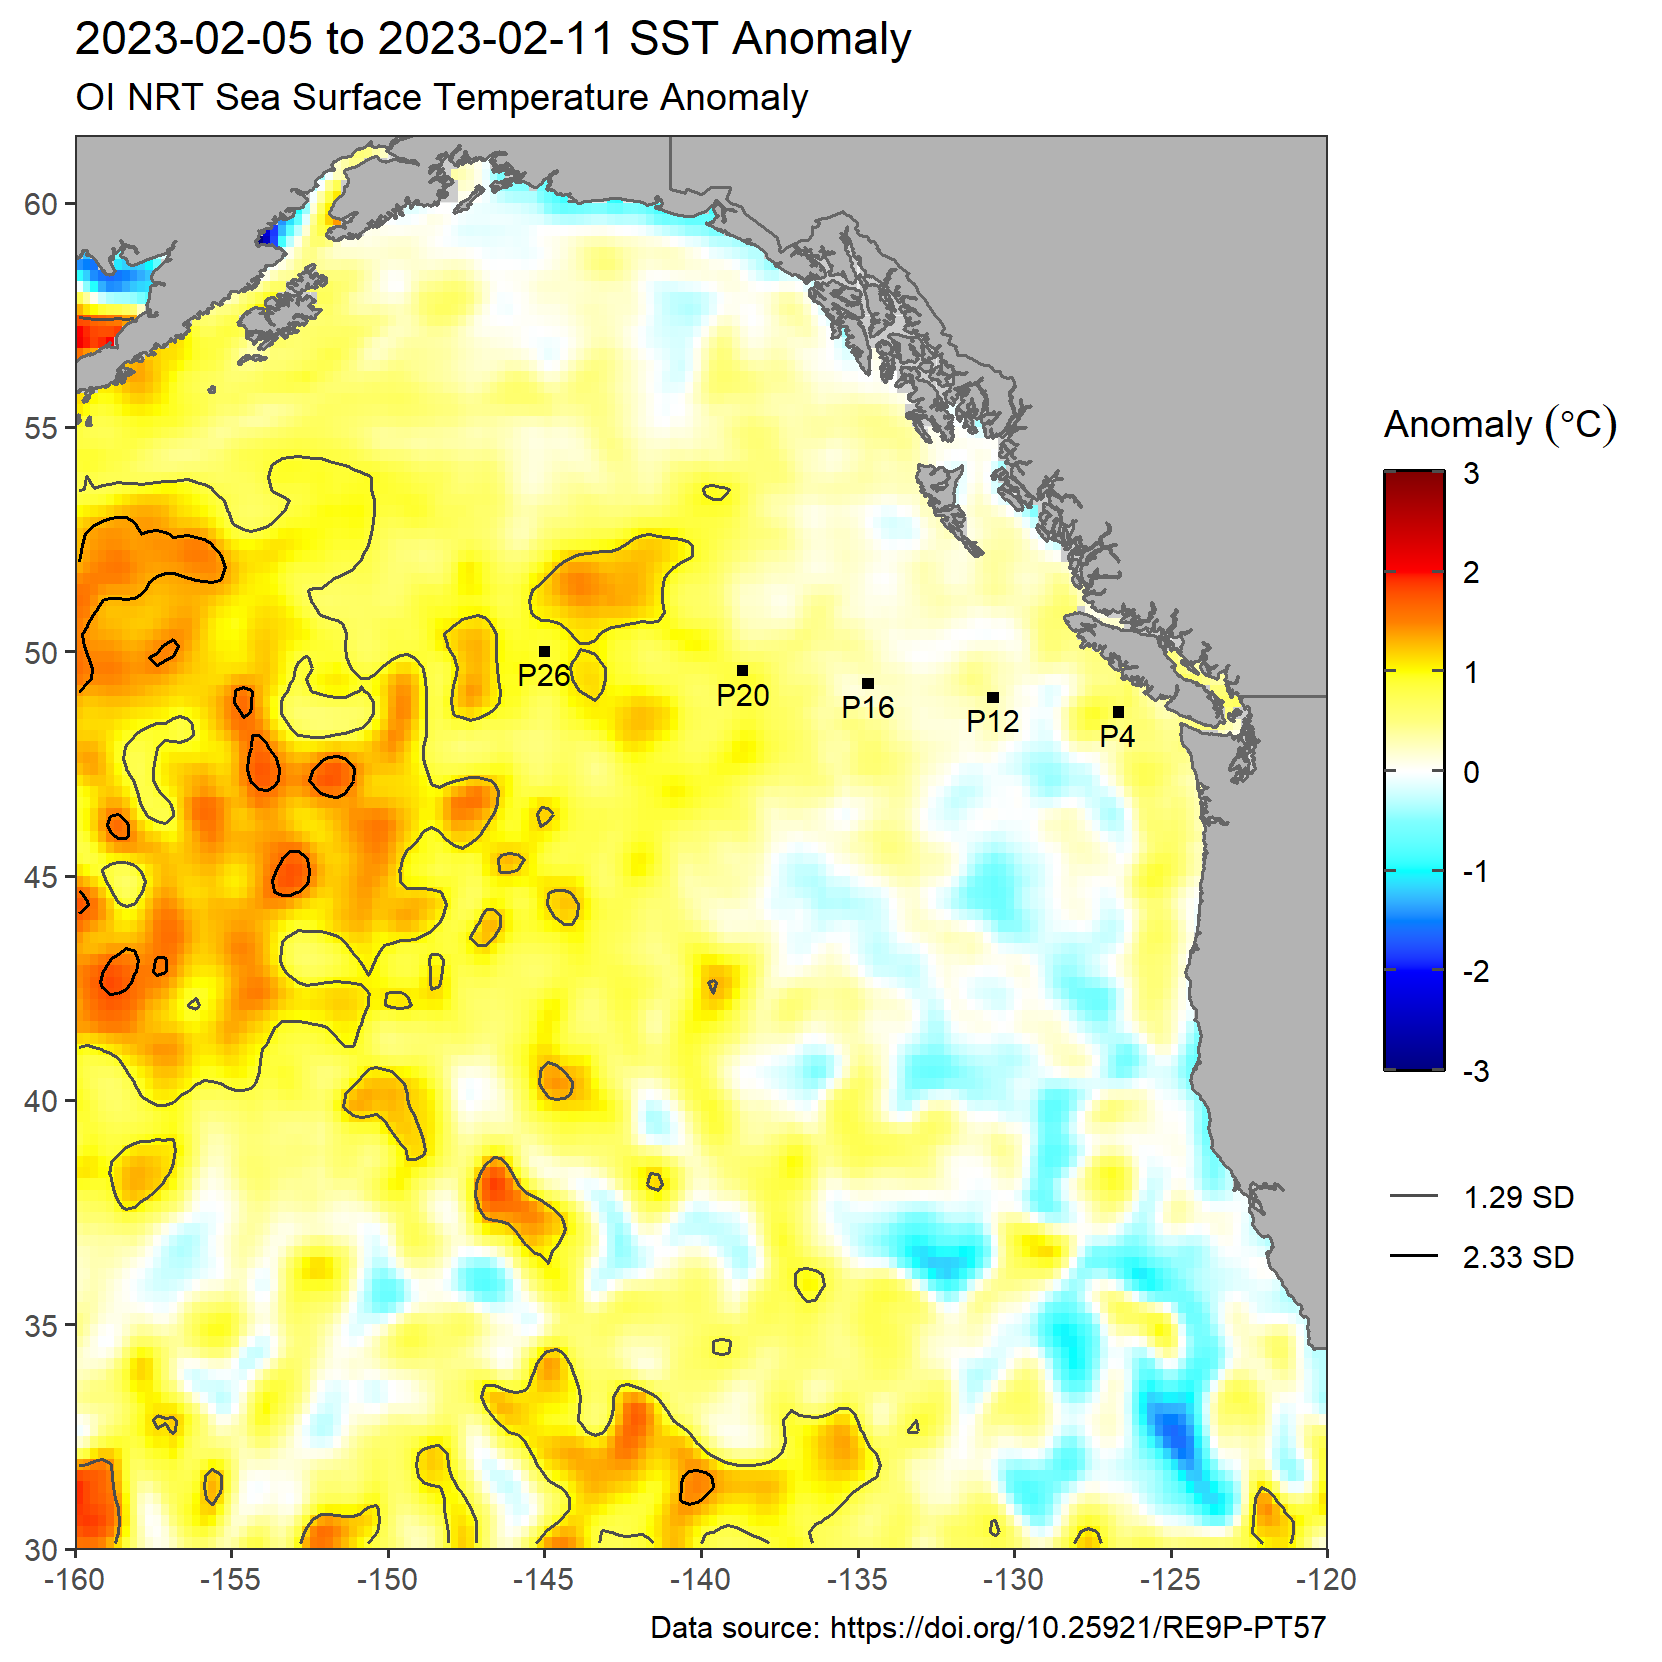 2023-02-05 to 2023-02-11 SST Anomaly
OI NRT Sea Surface Temperature Anomaly
60
55
50
45
40
35
30
-160
-155
-150
-145
-140
-135
-130
-125
-120
P26
P20
P16
P12
P4
Anomaly (°C)
3
2
1
0
-1
-2
-3
1.29 SD
2.33 SD
Data source: https://doi.org/10.25921/RE9P-PT57